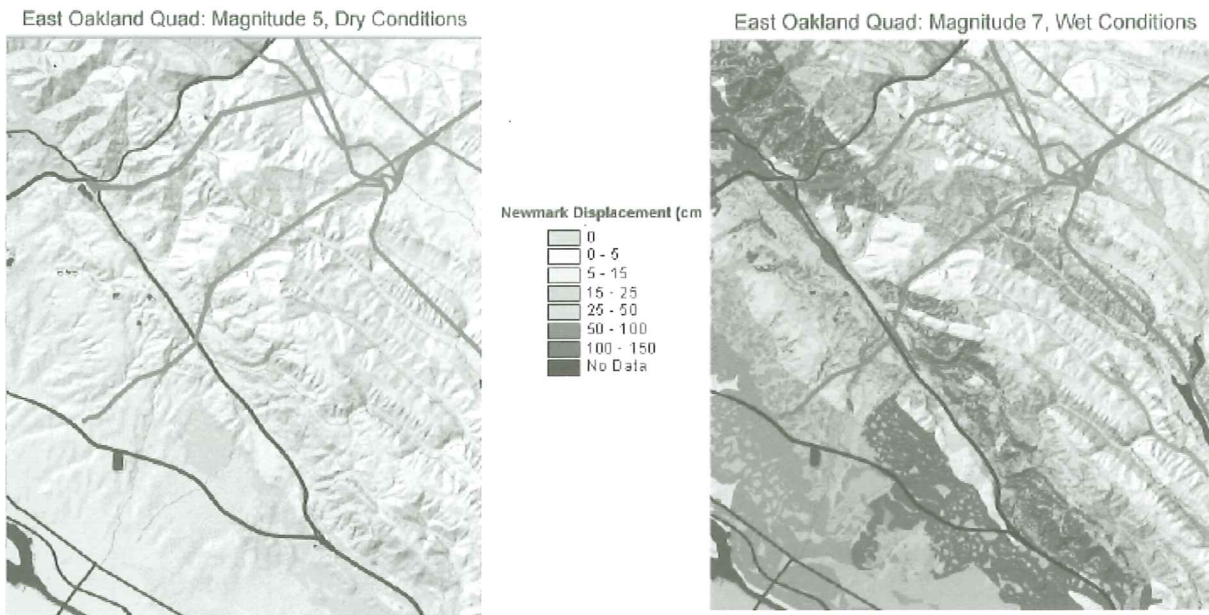 East Oakland Quad: Magnitude 5, Dry Conditions
East Oakland Quad: Magnitude 7, Wet Conditions
Newmark Displacement (cm
0
0 - 5
5 - 15
15 - 25
25 - 50
50 - 100
100 - 150
No Data